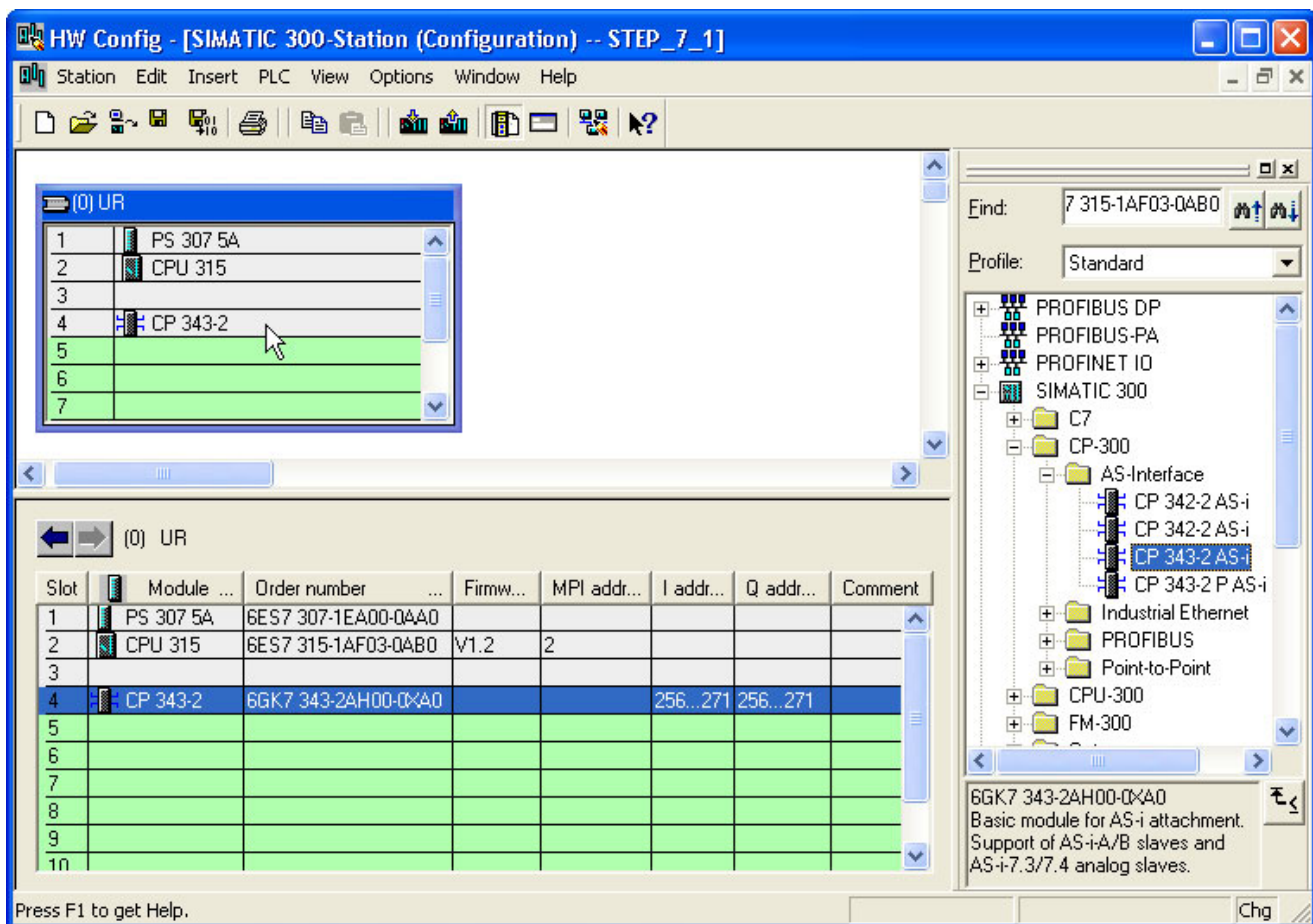 HW Config - [SIMATIC 300-Station (Configuration) -- STEP_7_1]
Station Edit Insert PLC View Options Window Help
(0) UR
1 PS 307 5A
2 CPU 315
3
4 CP 343-2
5
6
7
(0) UR
Slot Module ... Order number ... Firmw... MPI addr... I addr... Q addr... Comment
1 PS 307 5A 6ES7 307-1EA00-0AA0
2 CPU 315 6ES7 315-1AF03-0AB0 V1.2 2
3
4 CP 343-2 6GK7 343-2AH00-0XA0 256...271 256...271
5
6
7
8
9
10
Find: 7 315-1AF03-0AB0
Profile: Standard
PROFIBUS DP
PROFIBUS-PA
PROFINET IO
SIMATIC 300
C7
CP-300
AS-Interface
CP 342-2 AS-i
CP 342-2 AS-i
CP 343-2 AS-i
CP 343-2 P AS-i
Industrial Ethernet
PROFIBUS
Point-to-Point
CPU-300
FM-300
6GK7 343-2AH00-0XA0
Basic module for AS-i attachment.
Support of AS-i-A/B slaves and
AS-i-7.3/7.4 analog slaves.
Press F1 to get Help.
Chg